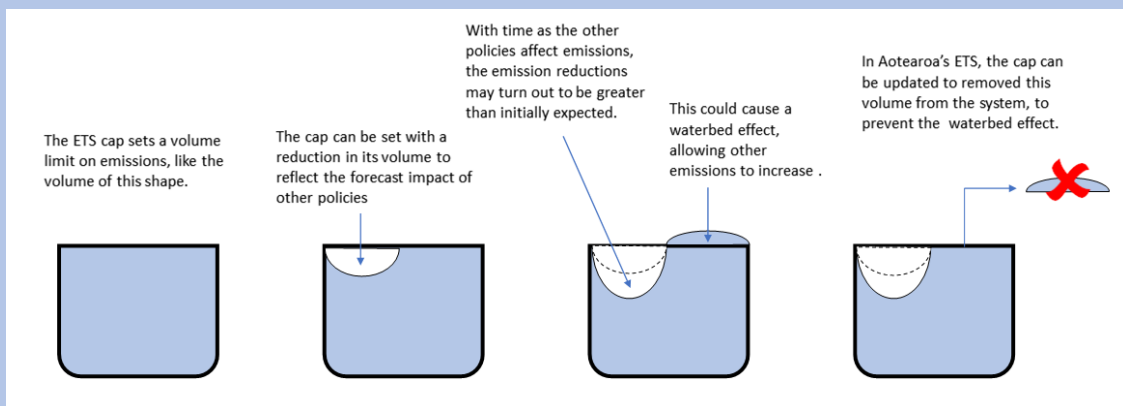 The ETS cap sets a volume
limit on emissions, like the
volume of this shape.
The cap can be set with a
reduction in its volume to
reflect the forecast impact of
other policies
With time as the other
policies affect emissions,
the emission reductions
may turn out to be greater
than initially expected.
This could cause a
waterbed effect,
allowing other
emissions to increase .
In Aotearoa’s ETS, the cap can
be updated to removed this
volume from the system, to
prevent the  waterbed effect.